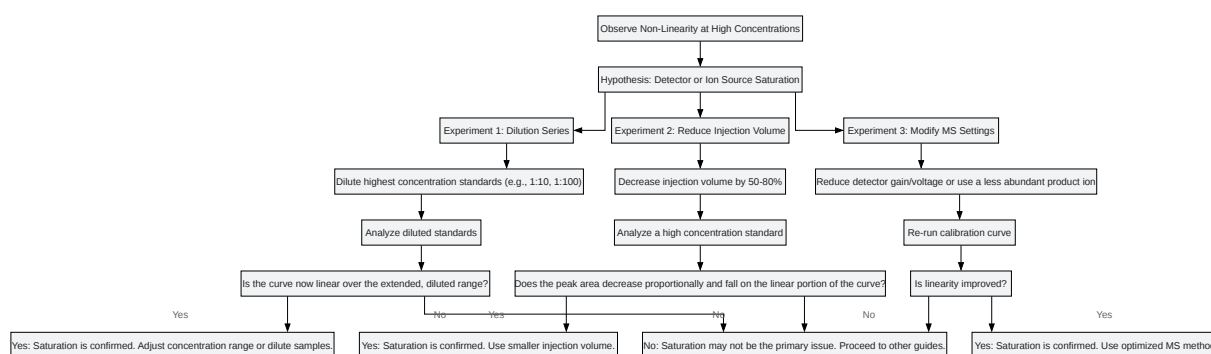 Observe Non-Linearity at High Concentrations
Hypothesis: Detector or Ion Source Saturation
Experiment 1: Dilution Series
Experiment 2: Reduce Injection Volume
Experiment 3: Modify MS Settings
Dilute highest concentration standards (e.g., 1:10, 1:100)
Decrease injection volume by 50-80%
Reduce detector gain/voltage or use a less abundant product ion
Analyze diluted standards
Analyze a high concentration standard
Re-run calibration curve
Is the curve now linear over the extended, diluted range?
Does the peak area decrease proportionally and fall on the linear portion of the curve?
Is linearity improved?
Yes
No
Yes
No
No
Yes
Yes: Saturation is confirmed. Adjust concentration range or dilute samples.
Yes: Saturation is confirmed. Use smaller injection volume.
No: Saturation may not be the primary issue. Proceed to other guides.
Yes: Saturation is confirmed. Use optimized MS